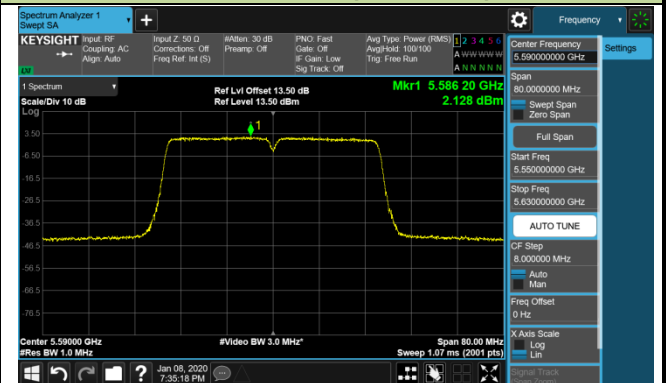 Spectrum Analyzer 1
Swept SA
Frequency
KEYSIGHT
Input: RF
Coupling: AC
Align: Auto
Input Z: 50 Ω
Corrections: Off
Freq Ref: Int (S)
#Atten: 30 dB
Preamp: Off
PNO: Fast
Gate: Off
IF Gain: Low
Sig Track: Off
Avg Type: Power (RMS)
Avg|Hold: 100/100
Trig: Free Run
1 2 3 4 5 6
A W W W W W
A N N N N N
LM
Center Frequency
5.590000000 GHz
Settings
Span
80.0000000 MHz
Swept Span
Zero Span
Full Span
Start Freq
5.550000000 GHz
Stop Freq
5.630000000 GHz
AUTO TUNE
CF Step
8.000000 MHz
Auto
Man
Freq Offset
0 Hz
X Axis Scale
Log
Lin
Signal Track
1 Spectrum
Scale/Div 10 dB
Log
Ref Lvl Offset 13.50 dB
Ref Level 13.50 dBm
Mkr1 5.586 20 GHz
2.128 dBm
1
3.50
-6.50
-16.5
-26.5
-36.5
-46.5
-56.5
-66.5
-76.5
Center 5.59000 GHz
#Res BW 1.0 MHz
#Video BW 3.0 MHz*
Span 80.00 MHz
Sweep 1.07 ms (2001 pts)
?
Jan 08, 2020
7:35:18 PM